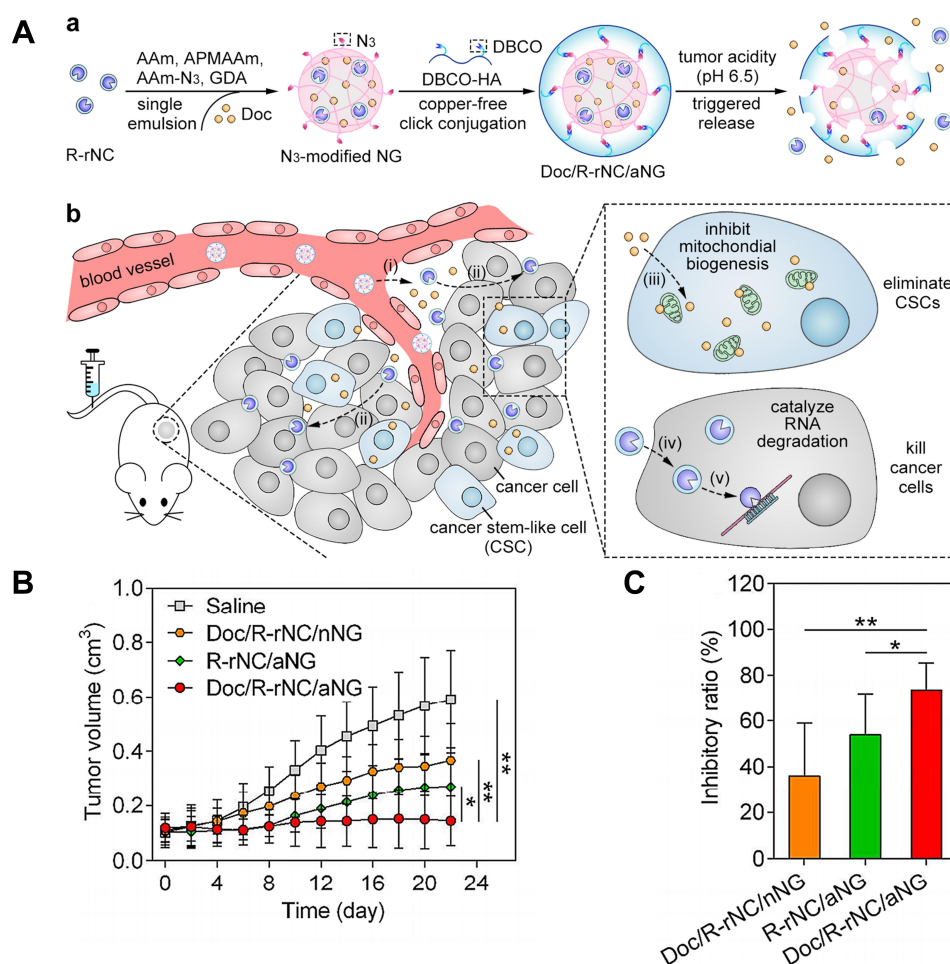 A
a
AAm, APMAAm,
AAm-N3, GDA
single
emulsion
Doc
R-rNC
N3
N3-modified NG
DBCO
DBCO-HA
copper-free
click conjugation
Doc/R-rNC/aNG
tumor acidity
(pH 6.5)
triggered
release
b
blood vessel
(i)
(ii)
(ii)
cancer cell
cancer stem-like cell
(CSC)
inhibit
mitochondial
biogenesis
(iii)
eliminate
CSCs
catalyze
RNA
degradation
(iv)
(v)
kill
cancer
cells
B
Tumor volume (cm3)
1.0
0.8
0.6
0.4
0.2
0.0
Saline
Doc/R-rNC/nNG
R-rNC/aNG
Doc/R-rNC/aNG
*
**
**
0 4 8 12 16 20 24
Time (day)
C
Inhibitory ratio (%)
120
100
80
60
40
20
0
**
*
Doc/R-rNC/nNG
R-rNC/aNG
Doc/R-rNC/aNG